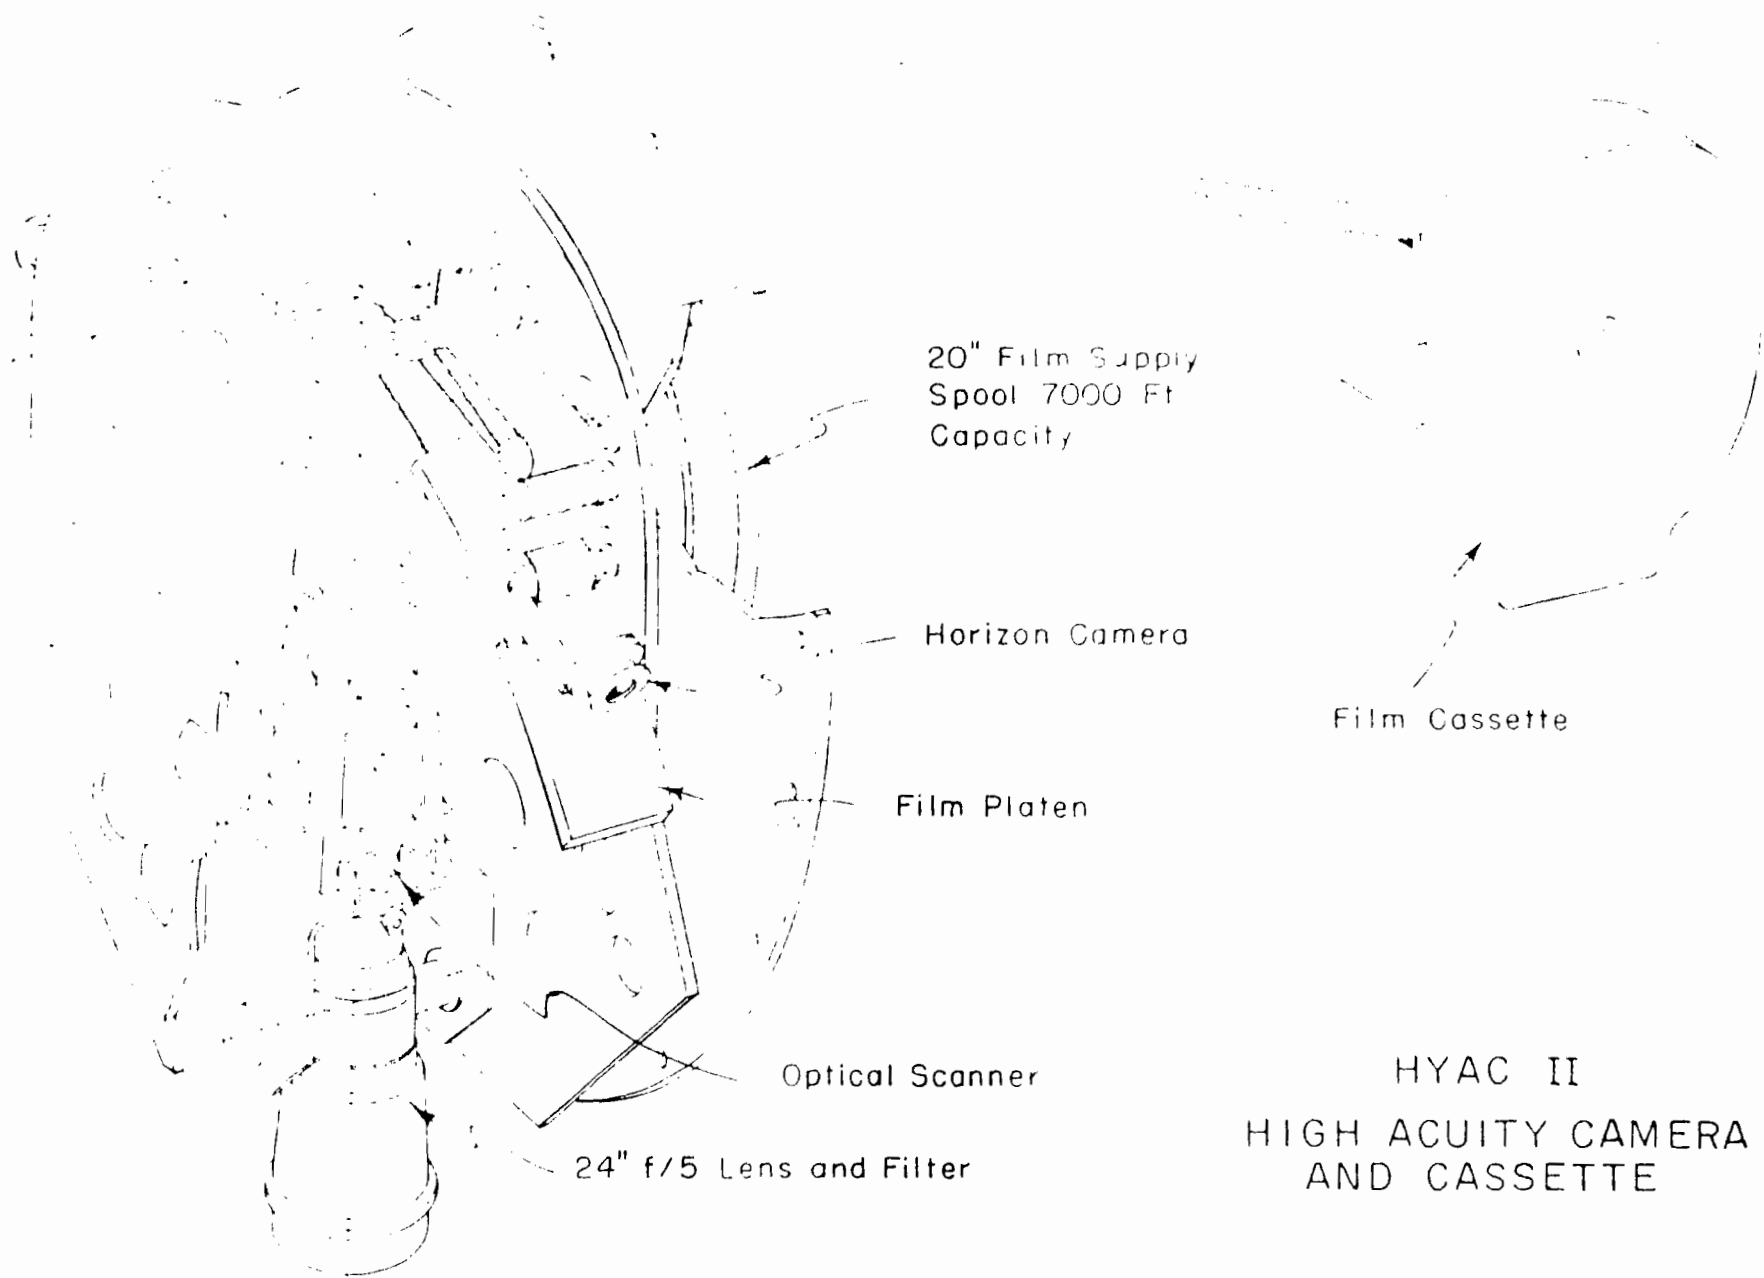 20" Film Supply
Spool 7000 Ft
Capacity
Horizon Camera
Film Cassette
Film Platen
Optical Scanner
24" f/5 Lens and Filter
HYAC II
HIGH ACUITY CAMERA
AND CASSETTE